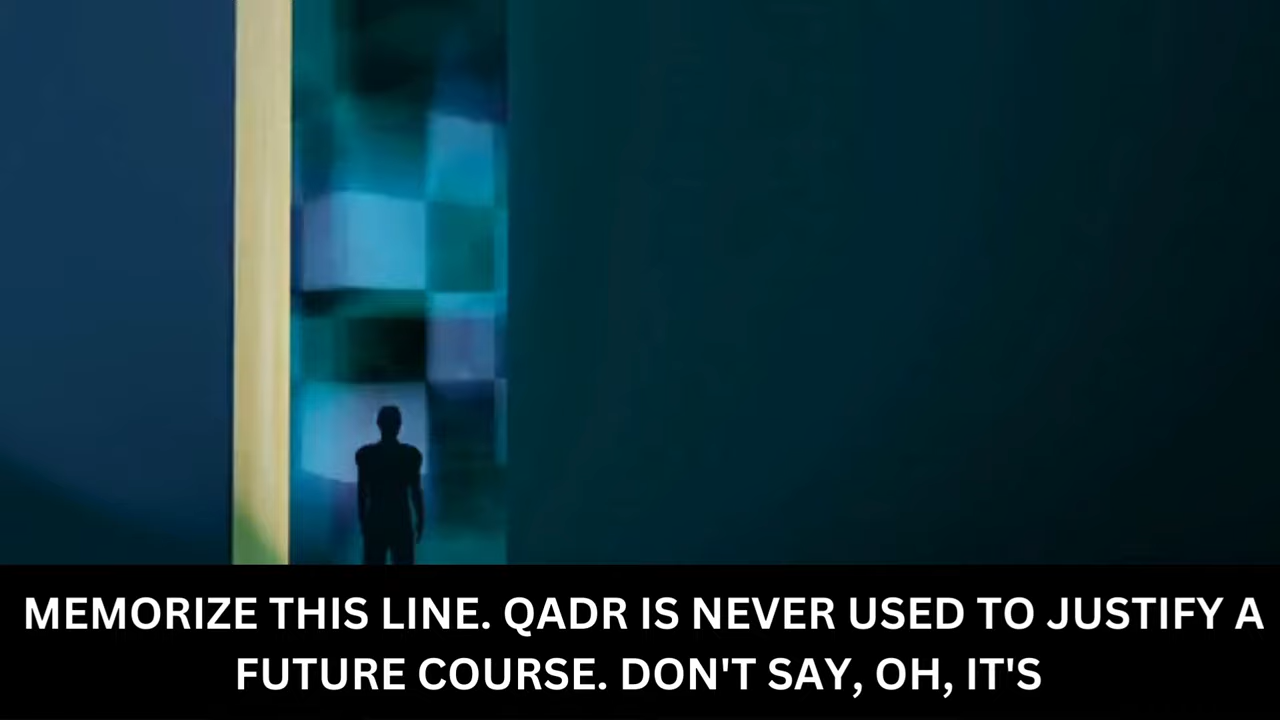 MEMORIZE THIS LINE. QADR IS NEVER USED TO JUSTIFY A
FUTURE COURSE. DON'T SAY, OH, IT'S